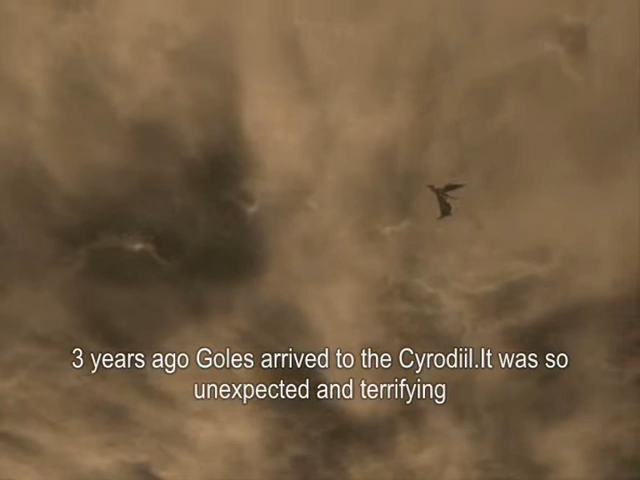 3 years ago Goles arrived to the Cyrodiil.It was so
unexpected and terrifying